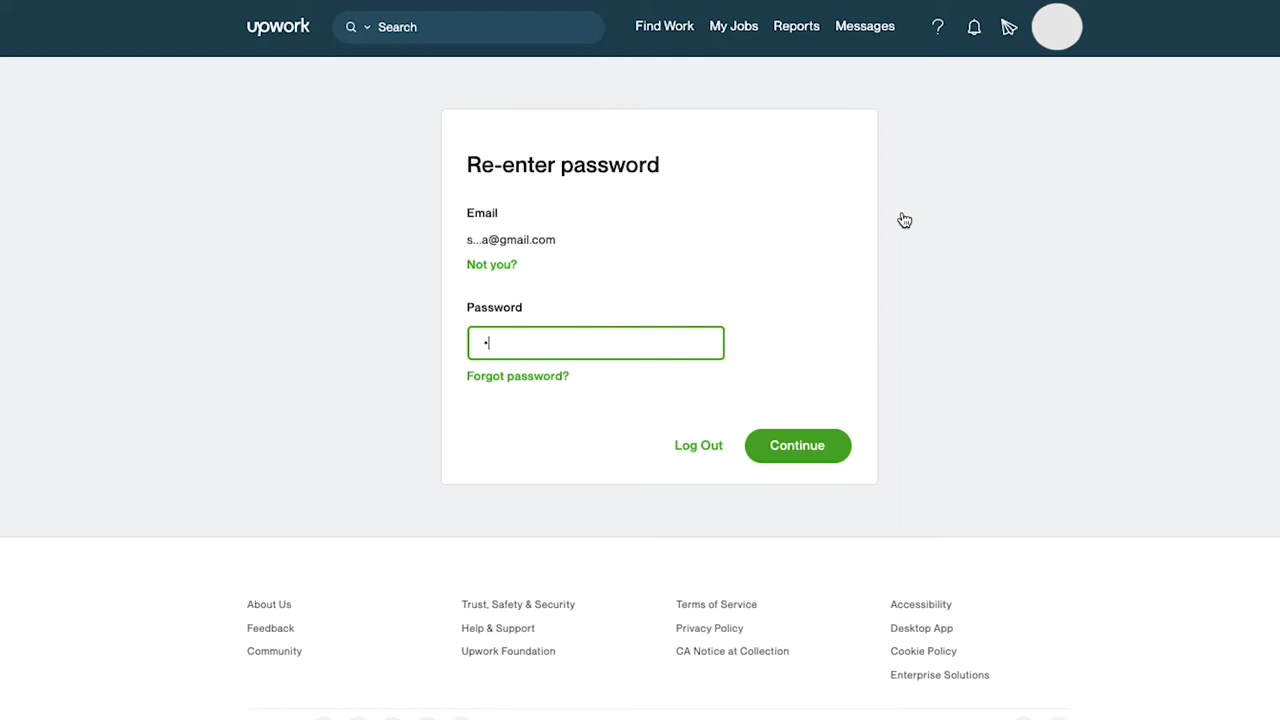 upwork
Search
Find Work
My Jobs
Reports
Messages
Re-enter password
Email
s...a@gmail.com
Not you?
Password
•
Forgot password?
Log Out
Continue
About Us
Trust, Safety & Security
Terms of Service
Accessibility
Feedback
Help & Support
Privacy Policy
Desktop App
Community
Upwork Foundation
CA Notice at Collection
Cookie Policy
Enterprise Solutions